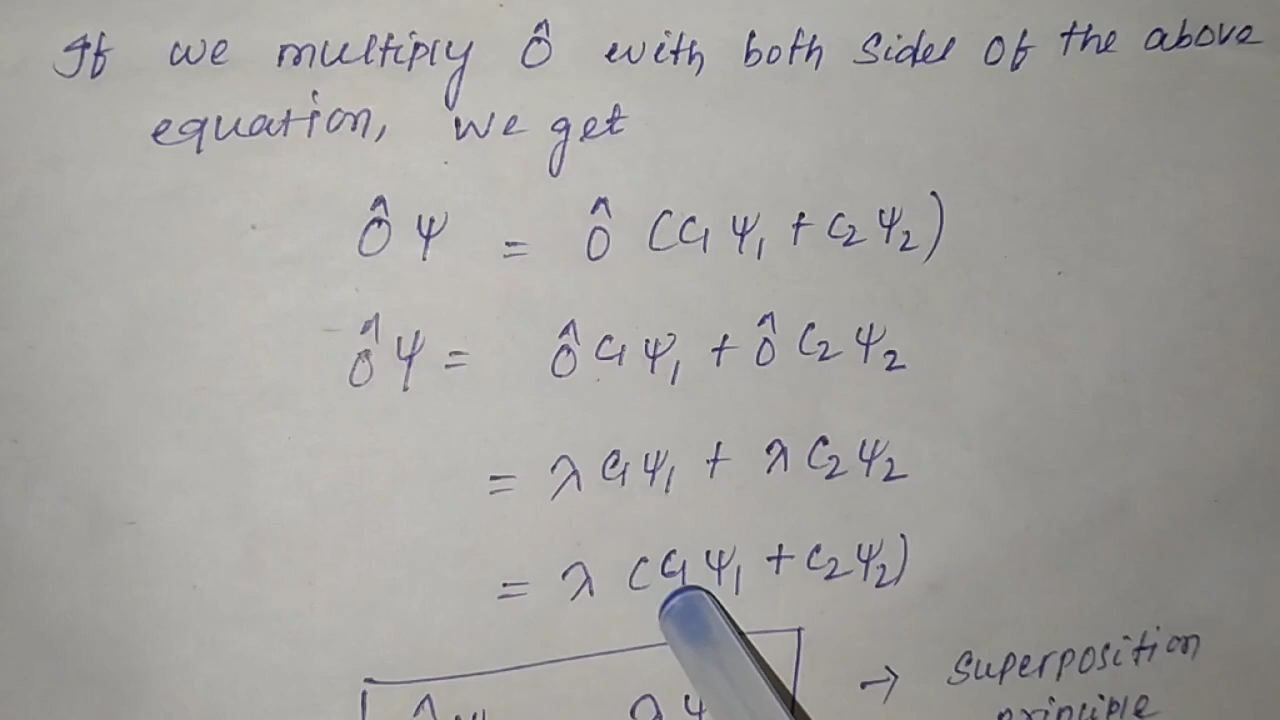 If we multiply Ô with both sides of the above
equation, we get
Ôψ = Ô (C₁ψ₁ + C₂ψ₂)
Ôψ = ÔC₁ψ₁ + ÔC₂ψ₂
= λC₁ψ₁ + λC₂ψ₂
= λ (C₁ψ₁ + C₂ψ₂)
→ Superposition
principle